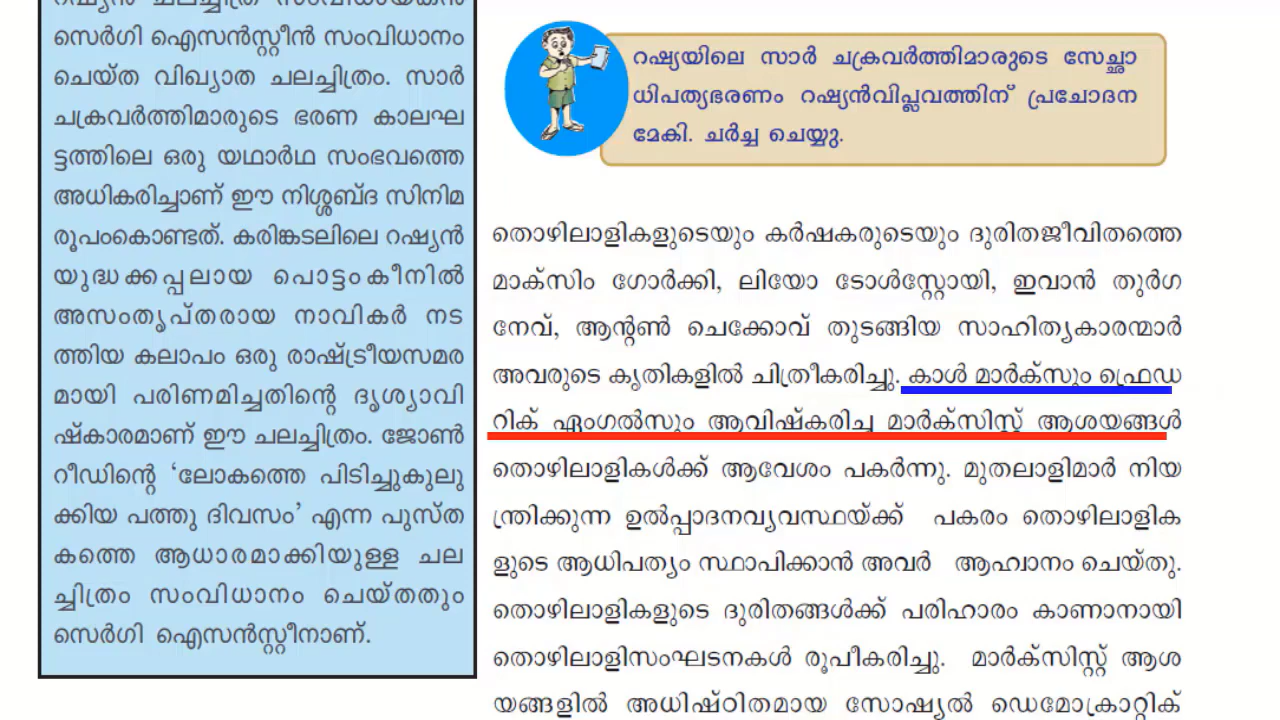 റഷ്യൻ ചലച്ചിത്ര സംവിധായകൻ
സെർഗി ഐസൻസ്റ്റീൻ സംവിധാനം
ചെയ്ത വിഖ്യാത ചലച്ചിത്രം. സാർ
ചക്രവർത്തിമാരുടെ ഭരണ കാലഘ
ട്ടത്തിലെ ഒരു യഥാർഥ സംഭവത്തെ
അധികരിച്ചാണ് ഈ നിശ്ശബ്ദ സിനിമ
രൂപംകൊണ്ടത്. കരിങ്കടലിലെ റഷ്യൻ
യുദ്ധക്കപ്പലായ പൊട്ടംകീനിൽ
അസംതൃപ്തരായ നാവികർ നട
ത്തിയ കലാപം ഒരു രാഷ്ട്രീയസമര
മായി പരിണമിച്ചതിന്റെ ദൃശ്യാവി
ഷ്കാരമാണ് ഈ ചലച്ചിത്രം. ജോൺ
റീഡിന്റെ ‘ലോകത്തെ പിടിച്ചുകുലു
ക്കിയ പത്തു ദിവസം’ എന്ന പുസ്ത
കത്തെ ആധാരമാക്കിയുള്ള ചല
ച്ചിത്രം സംവിധാനം ചെയ്തതും
സെർഗി ഐസൻസ്റ്റീനാണ്.
റഷ്യയിലെ സാർ ചക്രവർത്തിമാരുടെ സേച്ഛാ
ധിപത്യഭരണം റഷ്യൻവിപ്ലവത്തിന് പ്രചോദന
മേകി. ചർച്ച ചെയ്യു.
തൊഴിലാളികളുടെയും കർഷകരുടെയും ദുരിതജീവിതത്തെ
മാക്സിം ഗോർക്കി, ലിയോ ടോൾസ്റ്റോയി, ഇവാൻ തുർഗ
നേവ്, ആന്റൺ ചെക്കോവ് തുടങ്ങിയ സാഹിത്യകാരന്മാർ
അവരുടെ കൃതികളിൽ ചിത്രീകരിച്ചു. കാൾ മാർക്സും ഫ്രെഡ
റിക് ഏംഗൽസും ആവിഷ്കരിച്ച മാർക്സിസ്റ്റ് ആശയങ്ങൾ
തൊഴിലാളികൾക്ക് ആവേശം പകർന്നു. മുതലാളിമാർ നിയ
ന്ത്രിക്കുന്ന ഉൽപ്പാദനവ്യവസ്ഥയ്ക്ക് പകരം തൊഴിലാളിക
ളുടെ ആധിപത്യം സ്ഥാപിക്കാൻ അവർ ആഹ്വാനം ചെയ്തു.
തൊഴിലാളികളുടെ ദുരിതങ്ങൾക്ക് പരിഹാരം കാണാനായി
തൊഴിലാളിസംഘടനകൾ രൂപീകരിച്ചു. മാർക്സിസ്റ്റ് ആശ
യങ്ങളിൽ അധിഷ്ഠിതമായ സോഷ്യൽ ഡെമോക്രാറ്റിക്